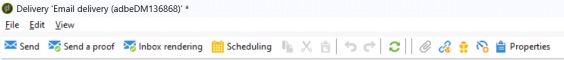 Delivery 'Email delivery (adbeDM136868)' *
File Edit View
Send Send a proof Inbox rendering Scheduling Properties